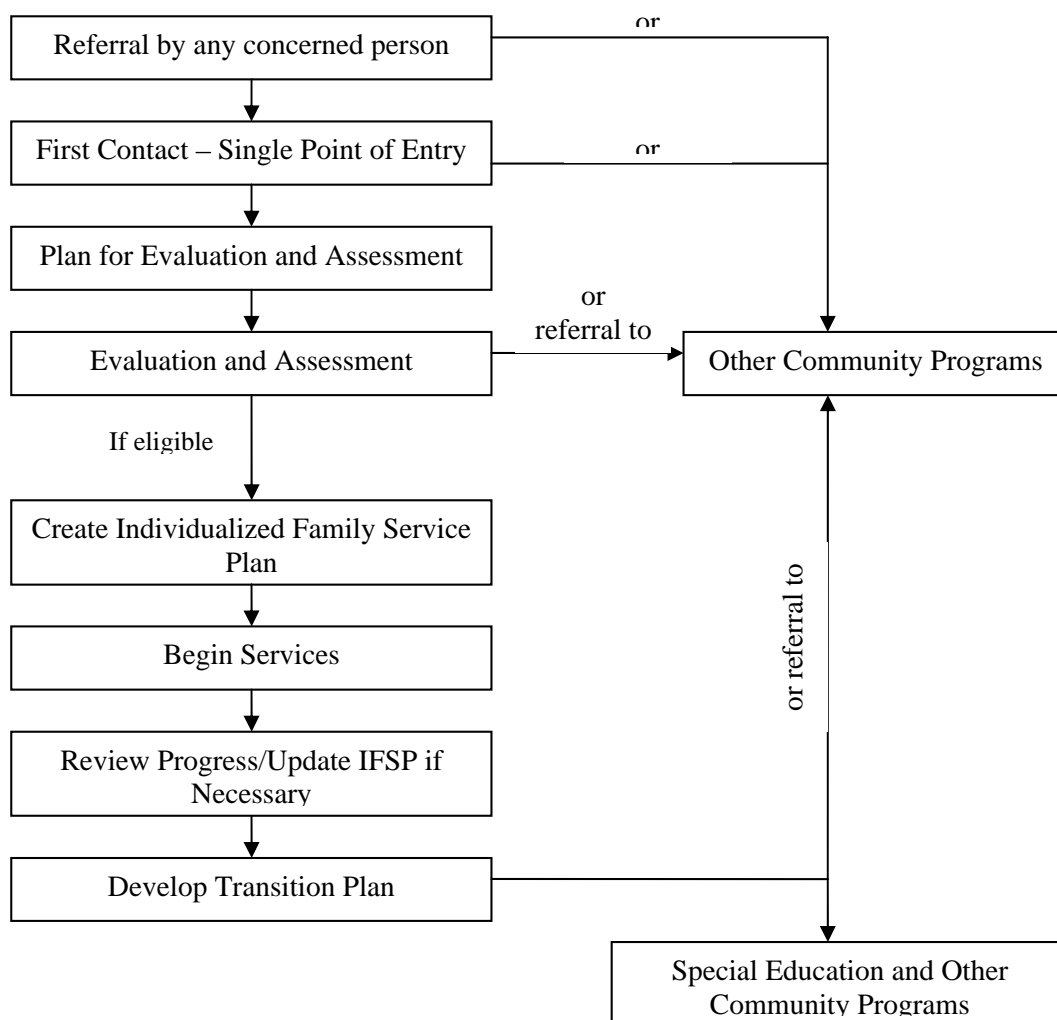 or
Referral by any concerned person
First Contact – Single Point of Entry
or
Plan for Evaluation and Assessment
or
referral to
Evaluation and Assessment
Other Community Programs
If eligible
Create Individualized Family Service
Plan
Begin Services
or referral to
Review Progress/Update IFSP if
Necessary
Develop Transition Plan
Special Education and Other
Community Programs